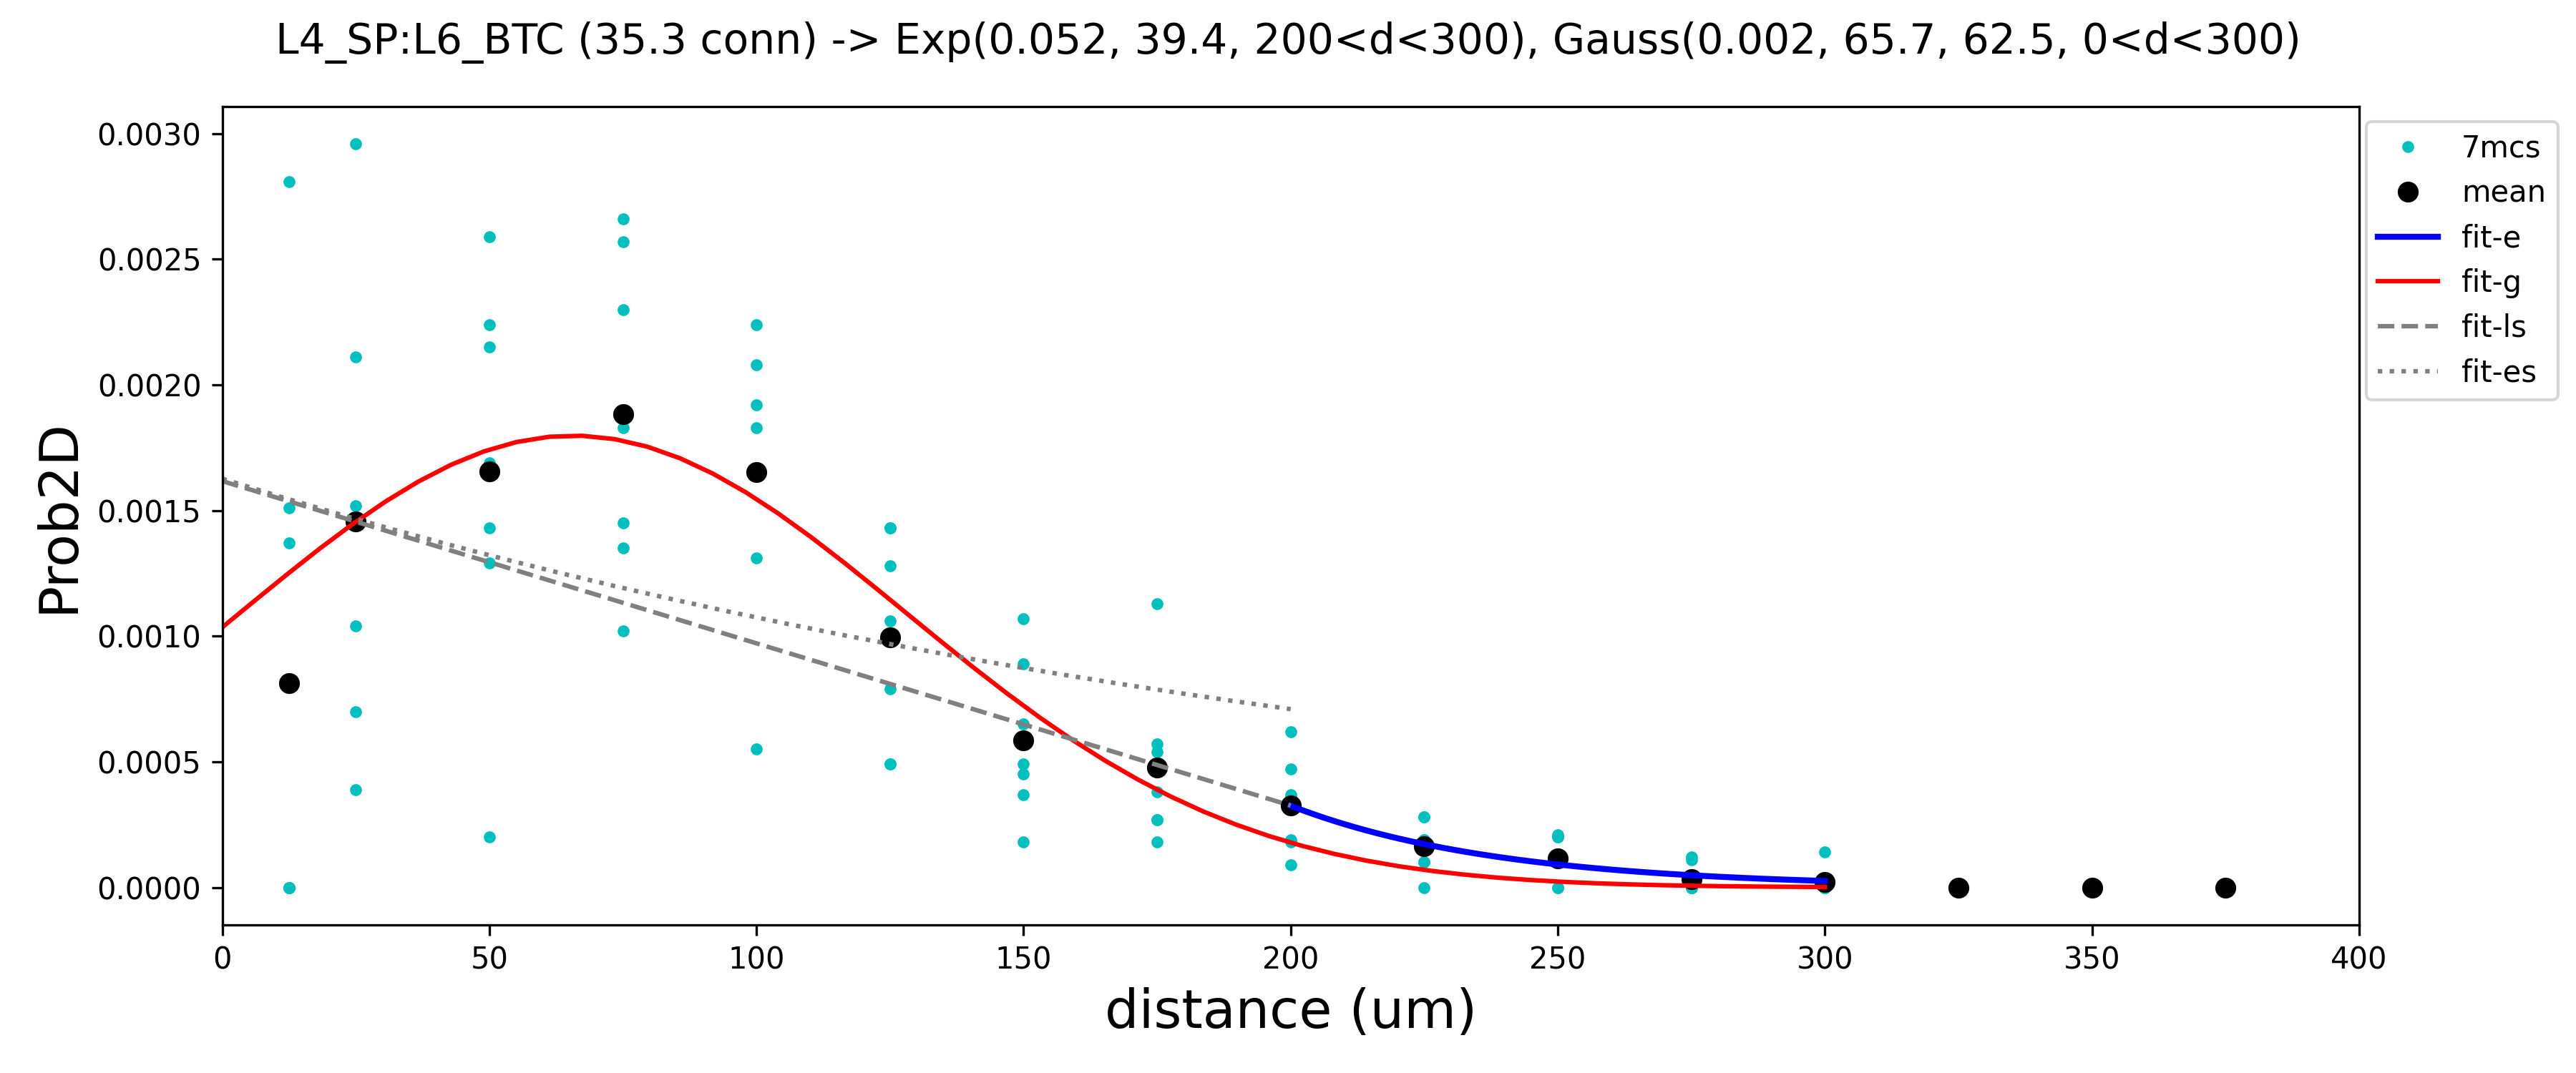 L4_SP:L6_BTC (35.3 conn) -> Exp(0.052, 39.4, 200<d<300), Gauss(0.002, 65.7, 62.5, 0<d<300)
0.0030
0.0025
0.0020
0.0015
0.0010
0.0005
0.0000
Prob2D
0 50 100 150 200 250 300 350 400
distance (um)
7mcs
mean
fit-e
fit-g
fit-ls
fit-es